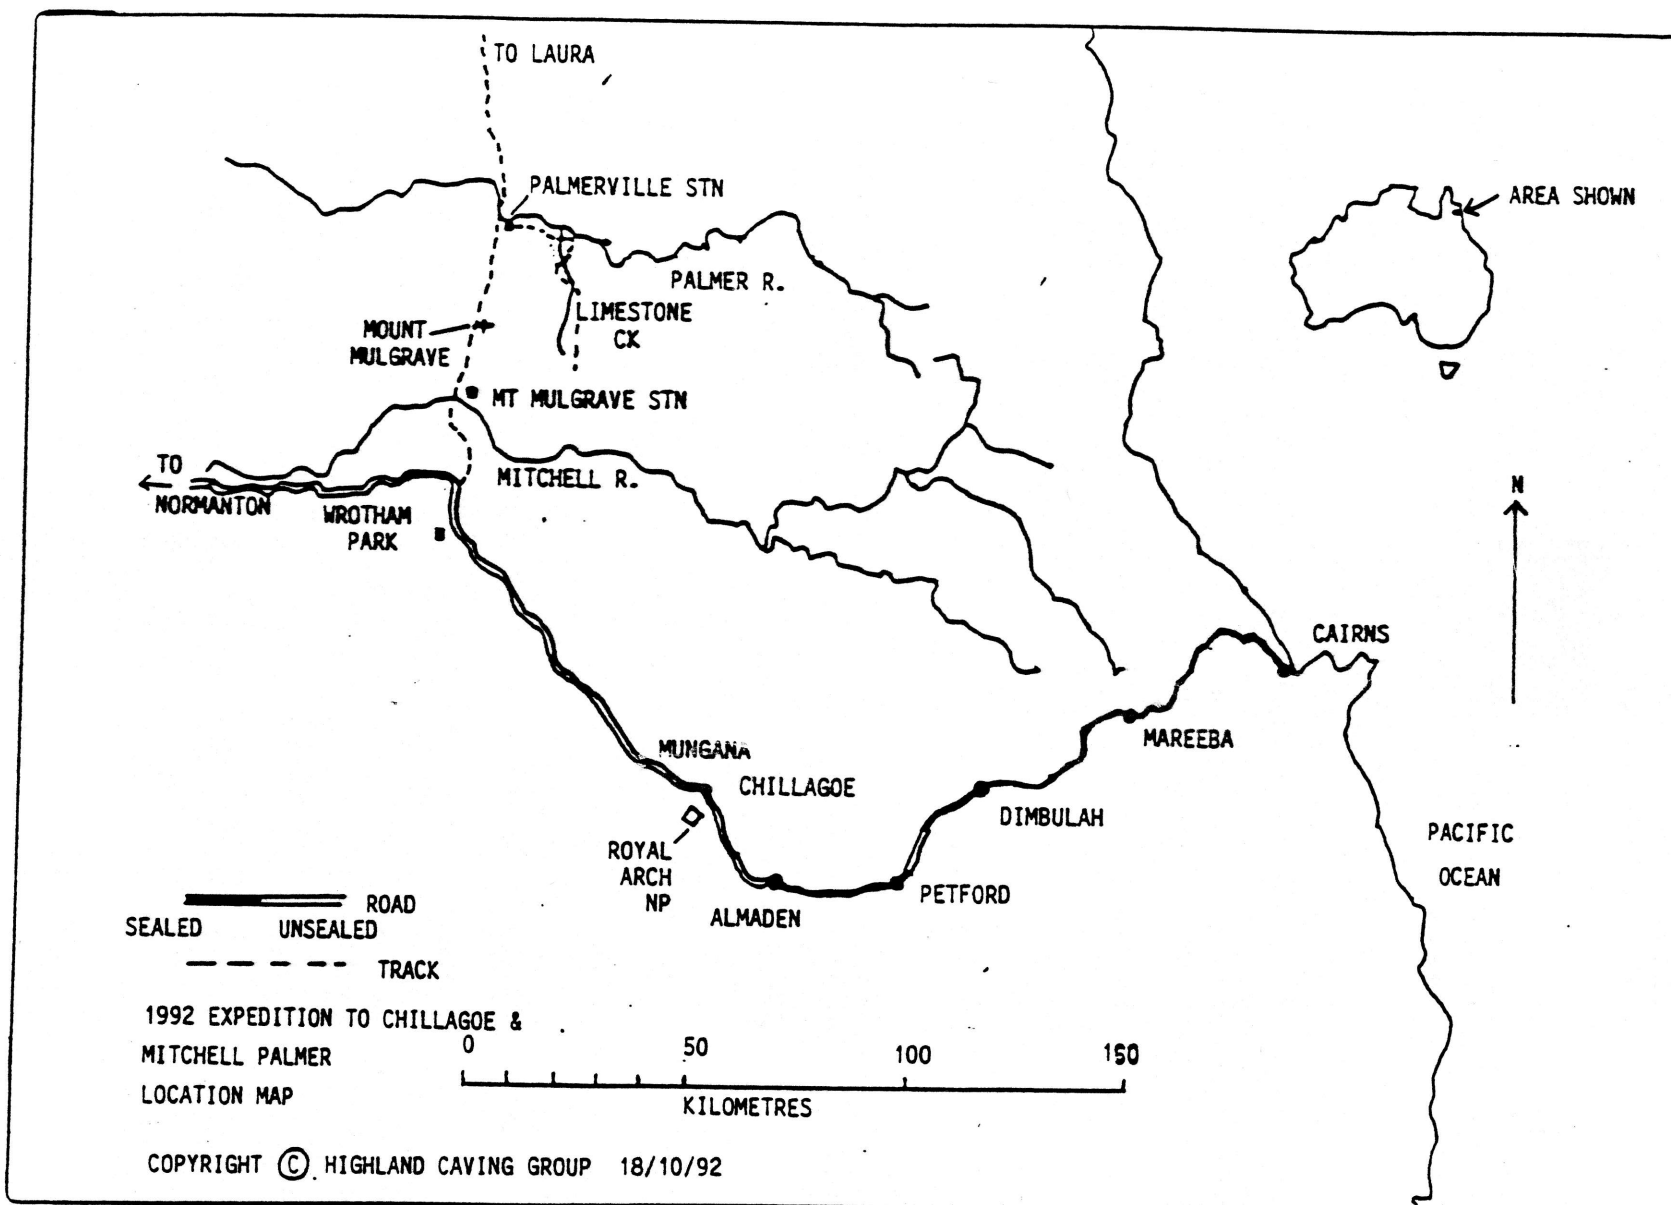 TO LAURA
PALMERVILLE STN
AREA SHOWN
PALMER R.
LIMESTONE
CK
MOUNT
MULGRAVE
MT MULGRAVE STN
TO
NORMANTON
MITCHELL R.
WROTHAM
PARK
N
CAIRNS
MAREEBA
MUNGANA
CHILLAGOE
DIMBULAH
PACIFIC
OCEAN
ROYAL
ARCH
NP
PETFORD
ALMADEN
ROAD
SEALED UNSEALED
TRACK
1992 EXPEDITION TO CHILLAGOE &
MITCHELL PALMER
LOCATION MAP
0 50 100 150
KILOMETRES
COPYRIGHT © HIGHLAND CAVING GROUP 18/10/92